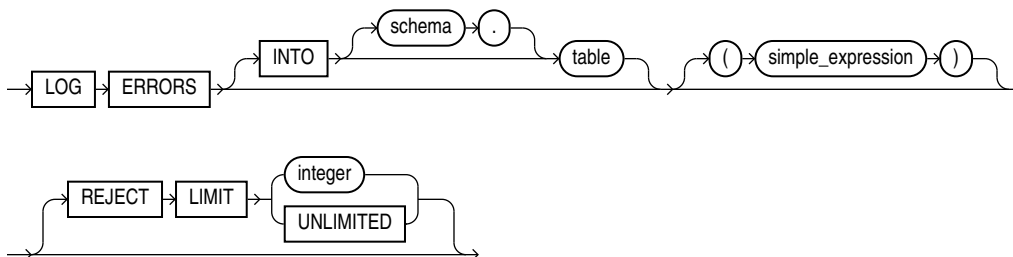 schema .
INTO table ( simple_expression )
LOG ERRORS
integer
REJECT LIMIT
UNLIMITED